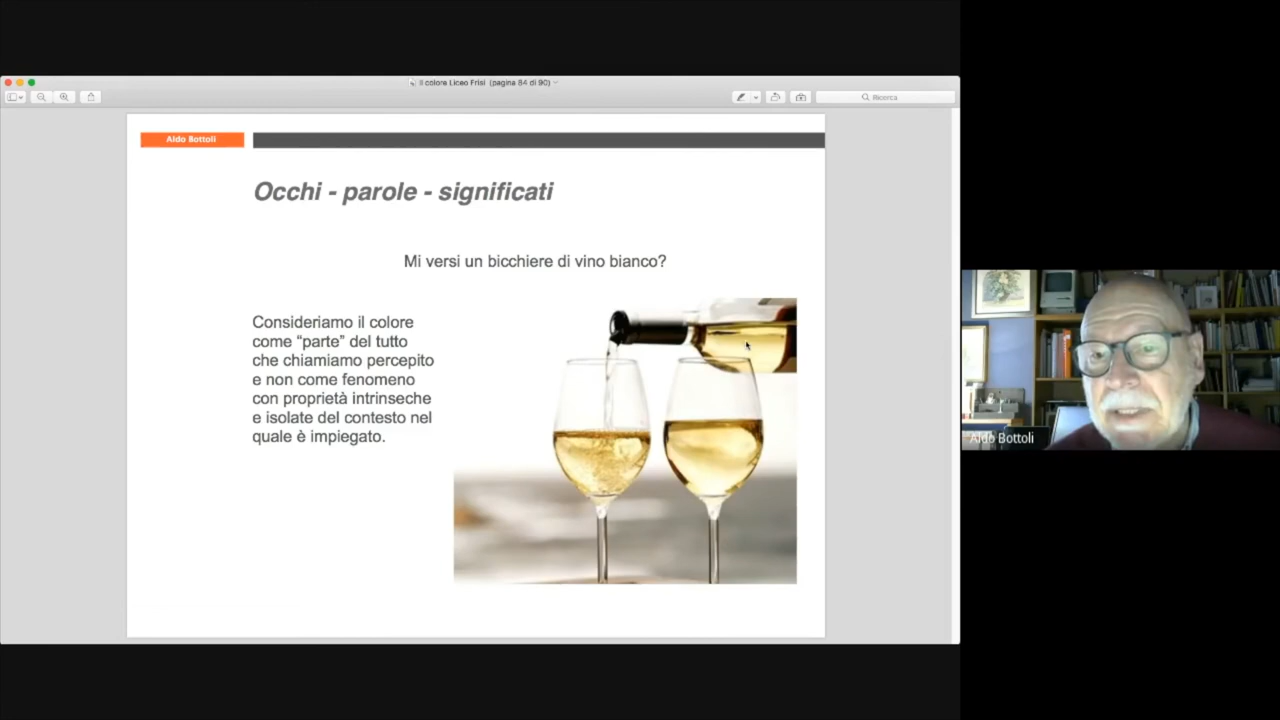 Il colore Liceo Frisi (pagina 84 di 90)
Ricerca
Aldo Bottoli
Occhi - parole - significati
Mi versi un bicchiere di vino bianco?
Consideriamo il colore
come “parte” del tutto
che chiamiamo percepito
e non come fenomeno
con proprietà intrinseche
e isolate del contesto nel
quale è impiegato.
Aldo Bottoli